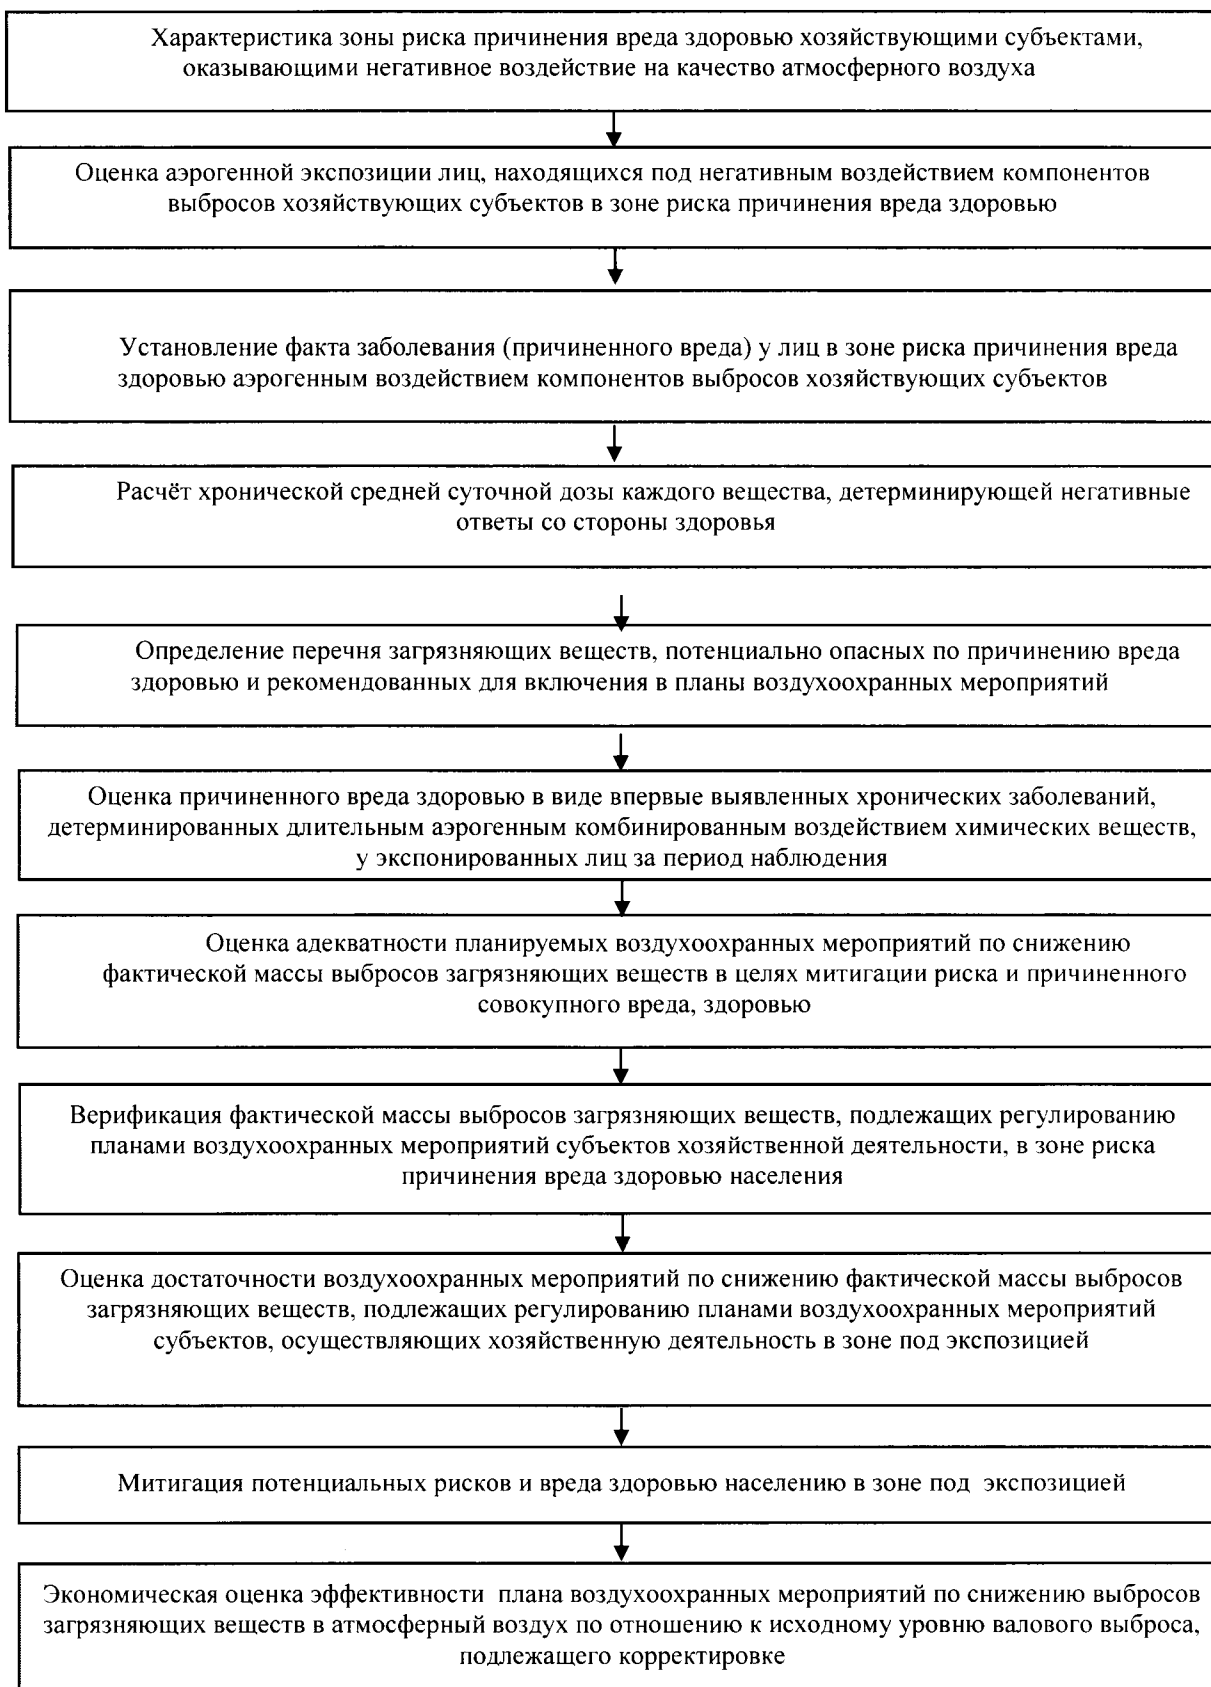 Характеристика зоны риска причинения вреда здоровью хозяйствующими субъектами,
оказывающими негативное воздействие на качество атмосферного воздуха
Оценка аэрогенной экспозиции лиц, находящихся под негативным воздействием компонентов
выбросов хозяйствующих субъектов в зоне риска причинения вреда здоровью
Установление факта заболевания (причиненного вреда) у лиц в зоне риска причинения вреда
здоровью аэрогенным воздействием компонентов выбросов хозяйствующих субъектов
Расчёт хронической средней суточной дозы каждого вещества, детерминирующей негативные
ответы со стороны здоровья
Определение перечня загрязняющих веществ, потенциально опасных по причинению вреда
здоровью и рекомендованных для включения в планы воздухоохранных мероприятий
Оценка причиненного вреда здоровью в виде впервые выявленных хронических заболеваний,
детерминированных длительным аэрогенным комбинированным воздействием химических веществ,
у экспонированных лиц за период наблюдения
Оценка адекватности планируемых воздухоохранных мероприятий по снижению
фактической массы выбросов загрязняющих веществ в целях митигации риска и причиненного
совокупного вреда, здоровью
Верификация фактической массы выбросов загрязняющих веществ, подлежащих регулированию
планами воздухоохранных мероприятий субъектов хозяйственной деятельности, в зоне риска
причинения вреда здоровью населения
Оценка достаточности воздухоохранных мероприятий по снижению фактической массы выбросов
загрязняющих веществ, подлежащих регулированию планами воздухоохранных мероприятий
субъектов, осуществляющих хозяйственную деятельность в зоне под экспозицией
Митигация потенциальных рисков и вреда здоровью населению в зоне под экспозицией
Экономическая оценка эффективности плана воздухоохранных мероприятий по снижению выбросов
загрязняющих веществ в атмосферный воздух по отношению к исходному уровню валового выброса,
подлежащего корректировке